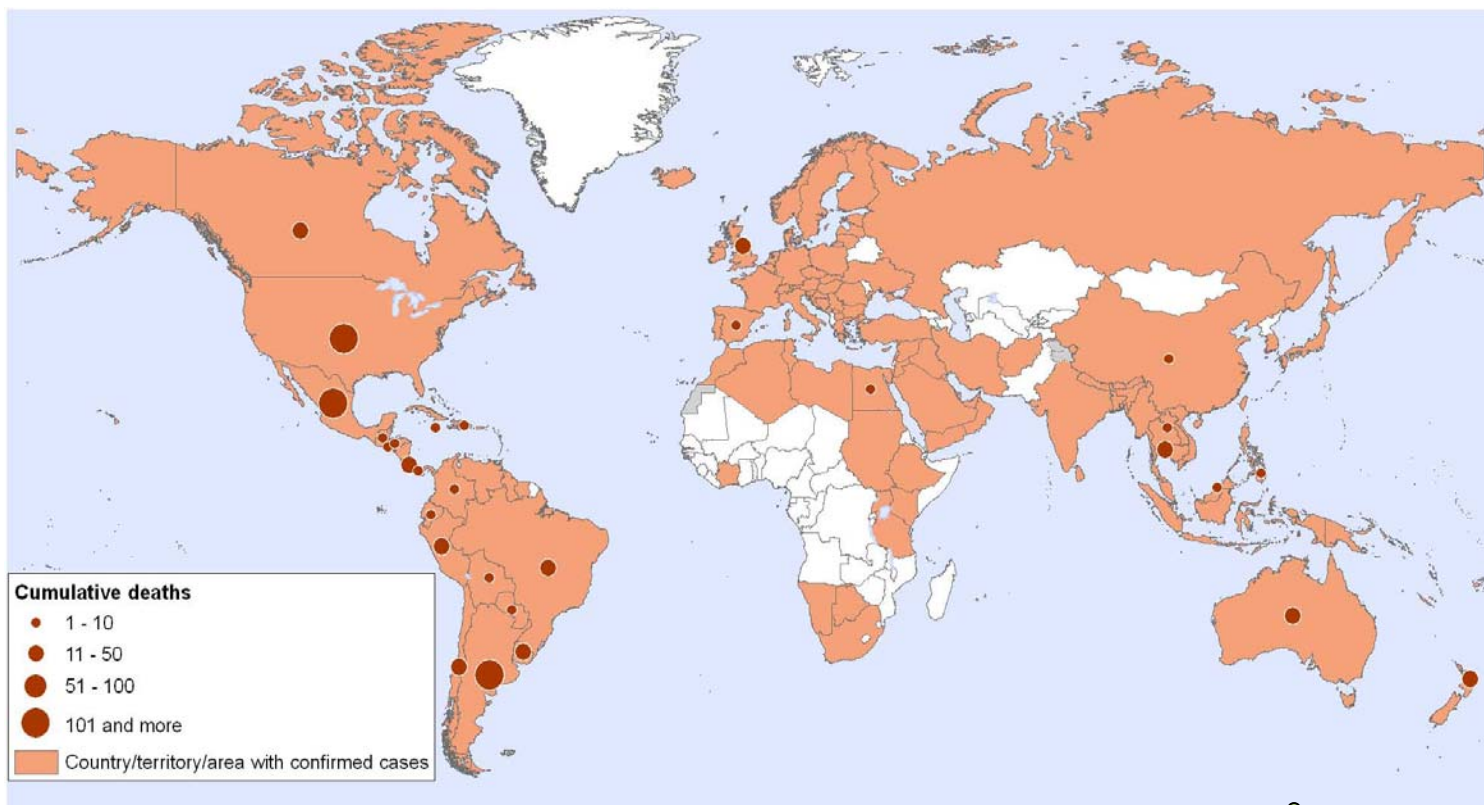 Cumulative deaths
1 - 10
11 - 50
51 - 100
101 and more
Country/territory/area with confirmed cases